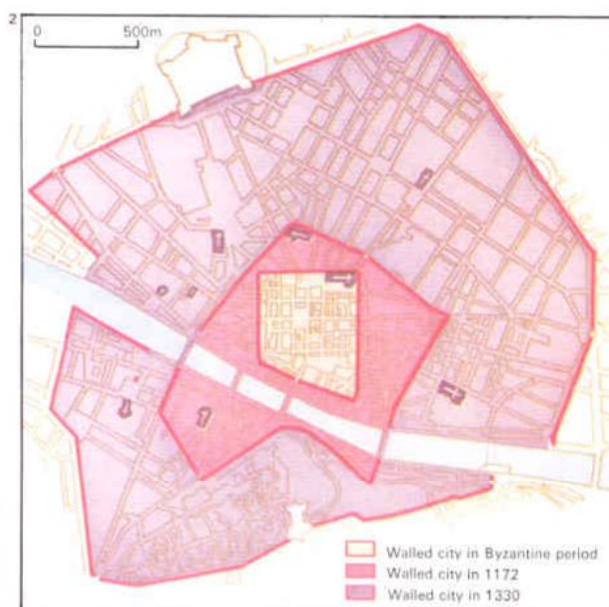 2
0 500m
Walled city in Byzantine period
Walled city in 1172
Walled city in 1330